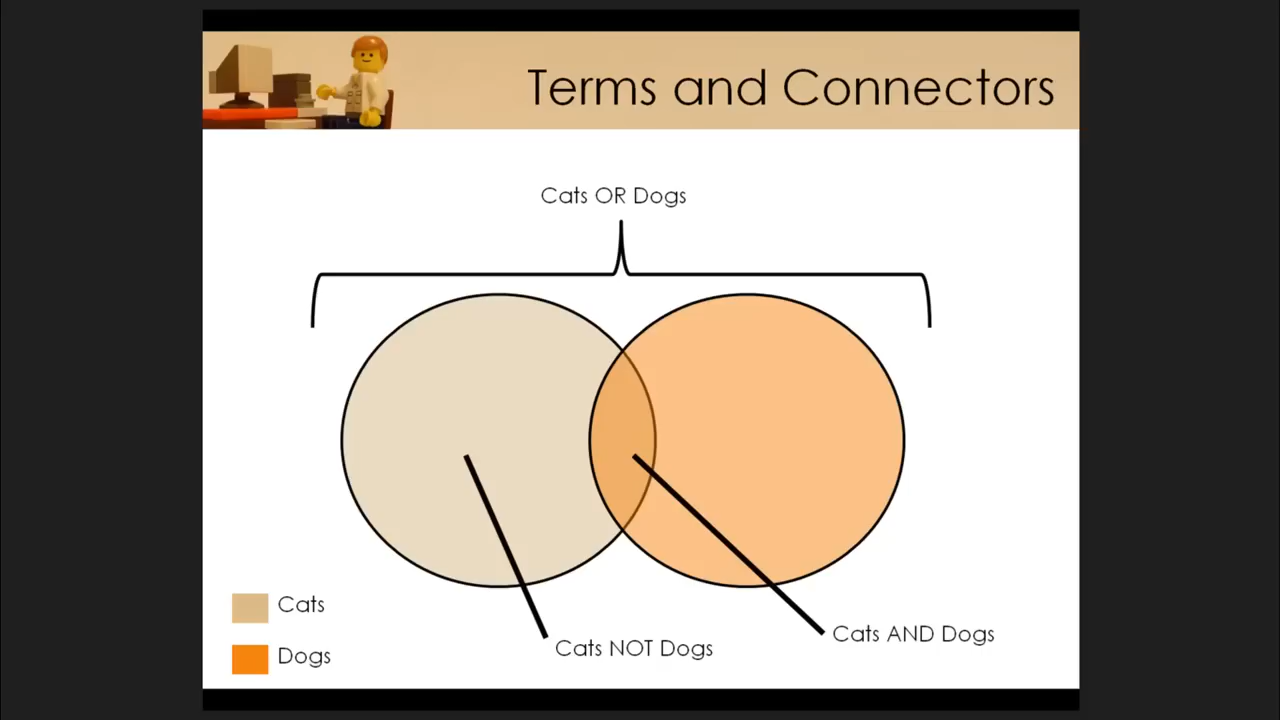 Terms and Connectors
Cats OR Dogs
Cats
Dogs
Cats NOT Dogs
Cats AND Dogs